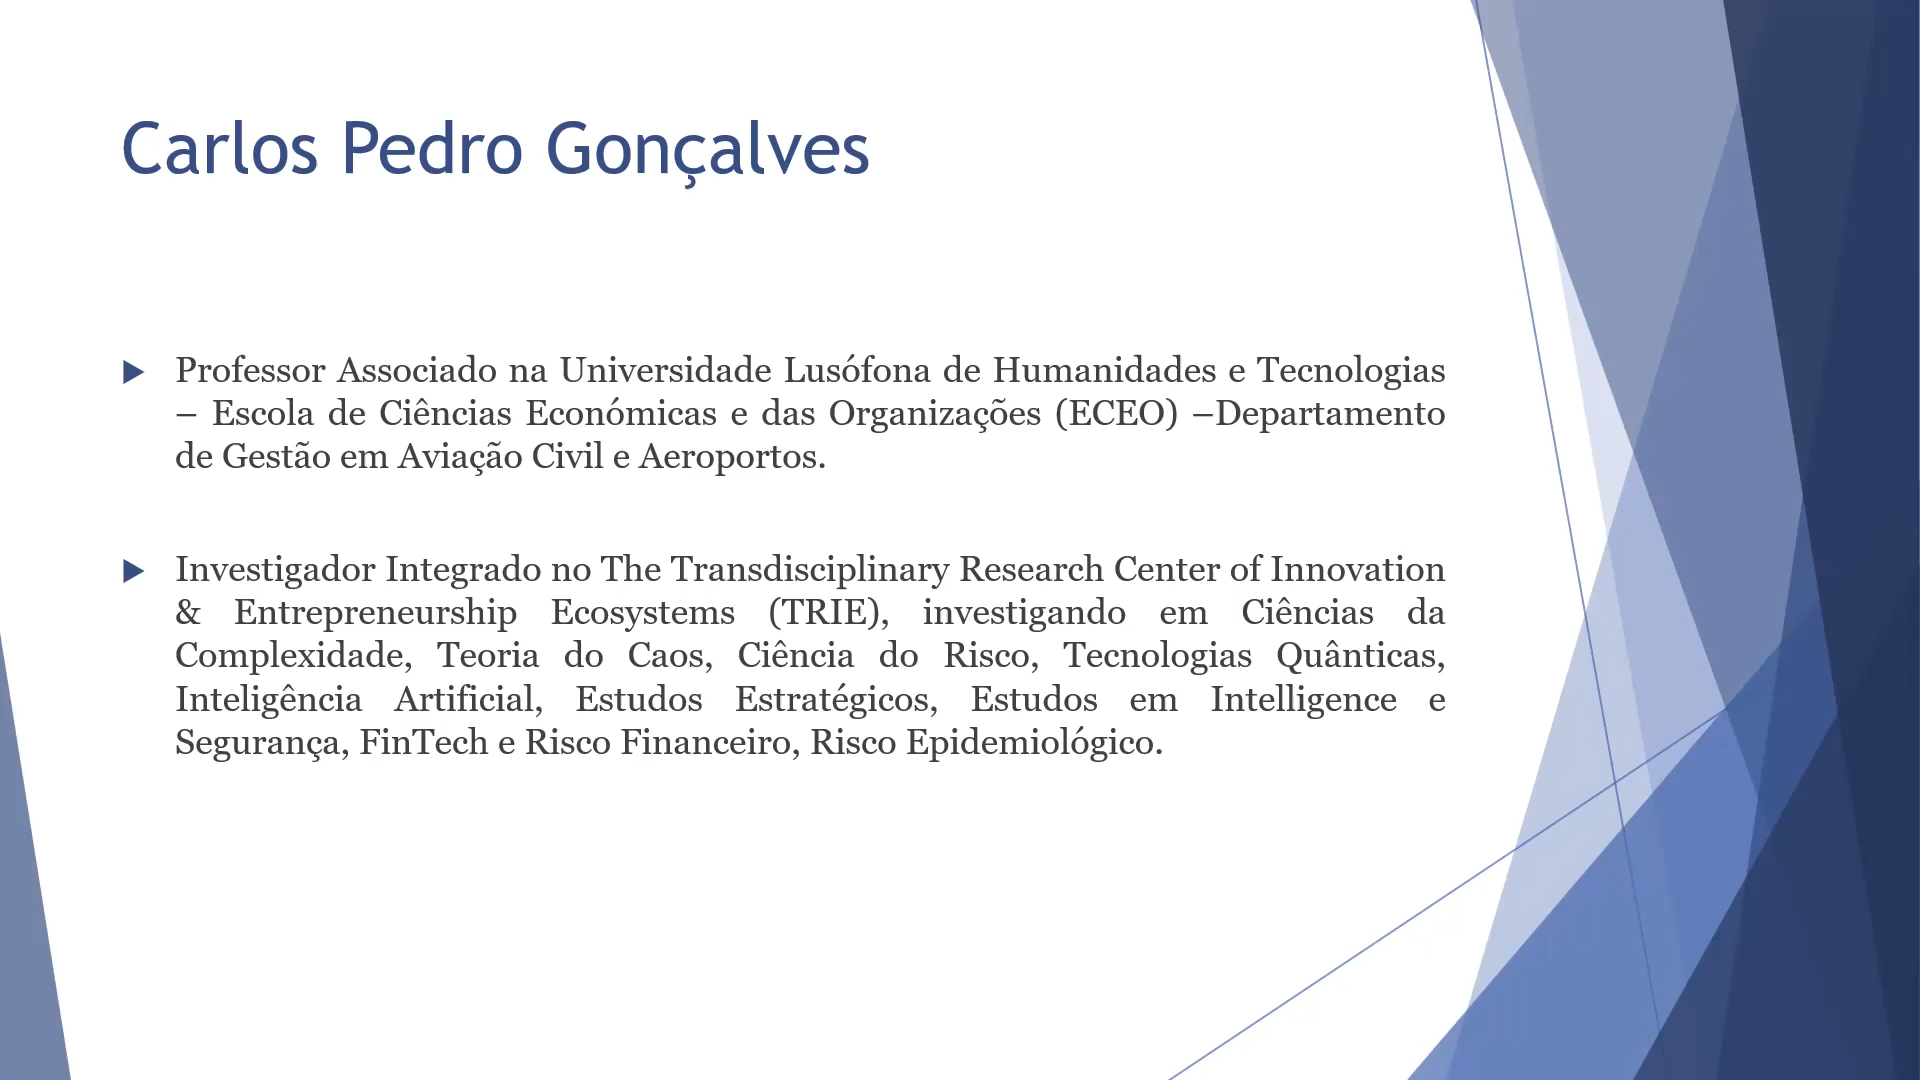 Carlos Pedro Gonçalves
Professor Associado na Universidade Lusófona de Humanidades e Tecnologias
– Escola de Ciências Económicas e das Organizações (ECEO) –Departamento
de Gestão em Aviação Civil e Aeroportos.
Investigador Integrado no The Transdisciplinary Research Center of Innovation
& Entrepreneurship Ecosystems (TRIE), investigando em Ciências da
Complexidade, Teoria do Caos, Ciência do Risco, Tecnologias Quânticas,
Inteligência Artificial, Estudos Estratégicos, Estudos em Intelligence e
Segurança, FinTech e Risco Financeiro, Risco Epidemiológico.